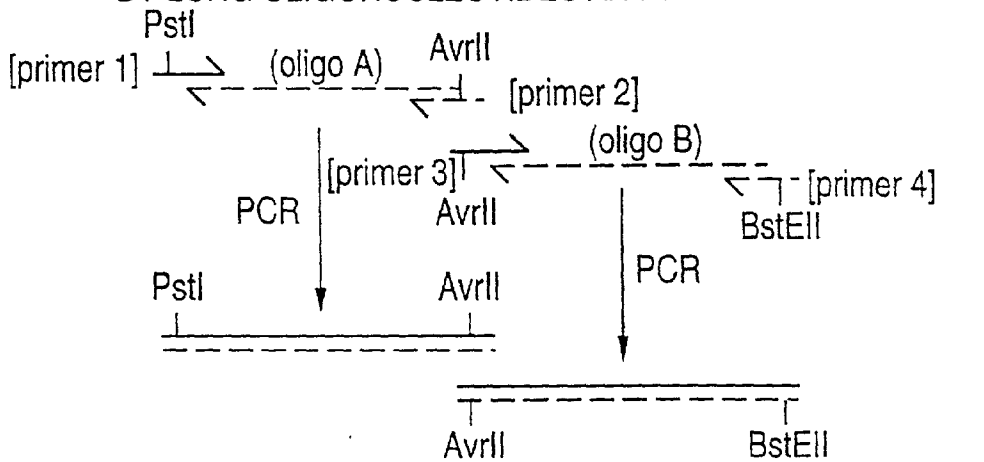 PstI
[primer 1]
(oligo A)
AvrII
[primer 2]
(oligo B)
[primer 3]
[primer 4]
AvrII
BstEII
PCR
PCR
PstI
AvrII
AvrII
BstEII